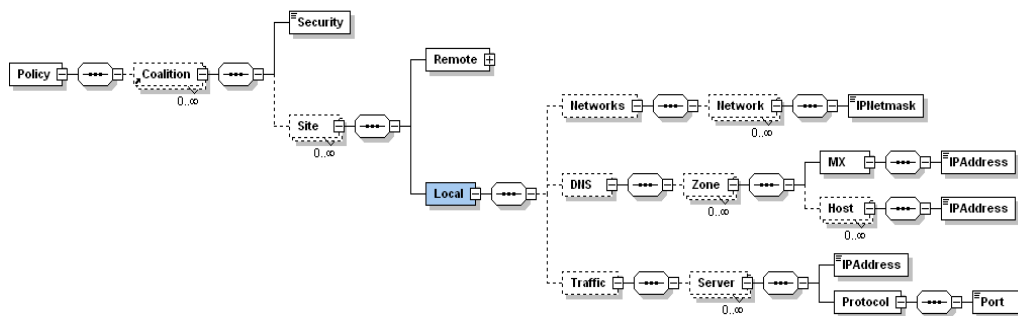 Security
Policy
Coalition
0..∞
Site
0..∞
Remote
Local
Networks
Network
0..∞
IPNetmask
DNS
Zone
0..∞
MX
IPAddress
Host
0..∞
IPAddress
Traffic
Server
0..∞
IPAddress
Protocol
Port